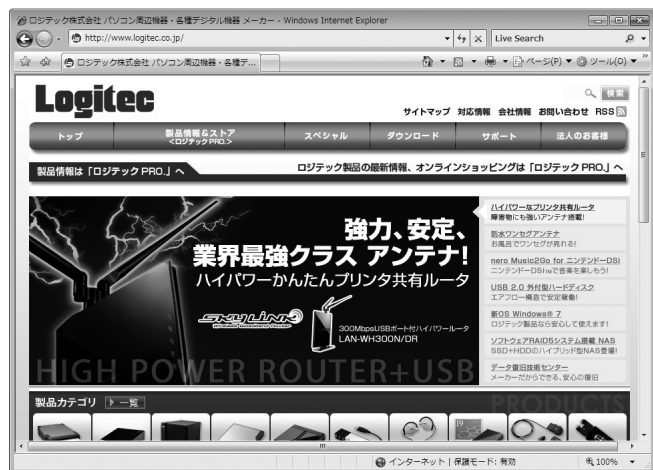 ロジテック株式会社 パソコン周辺機器・各種デジタル機器 メーカー - Windows Internet Explorer
http://www.logitec.co.jp/
Live Search
ロジテック株式会社 パソコン周辺機器・各種デ...
ページ(P) ツール(O)
Logitec
検索
サイトマップ 対応情報 会社情報 お問い合わせ RSS
トップ 製品情報&ストア <ロジテックPRO.> スペシャル ダウンロード サポート 法人のお客様
製品情報は「ロジテック PRO.」へ
ロジテック製品の最新情報、オンラインショッピングは「ロジテック PRO.」へ
強力、安定、
業界最強クラス アンテナ!
ハイパワーかんたんプリンタ共有ルータ
SKYLINK
300MbpsUSBポート付ハイパワールータ
LAN-WH300N/DR
HIGH POWER ROUTER+USB
ハイパワーなプリンタ共有ルータ
障害物にも強いアンテナ搭載!
防水ワンセグアンテナ
お風呂でワンセグが見れる!
nero Music2Go for ニンテンドーDSi
ニンテンドーDSi™で音楽を楽しもう!
USB 2.0 外付型ハードディスク
エアフロー構造で安定稼働!
新OS Windows® 7
ロジテック製品なら安心して使えます!
ソフトウェアRAID5システム搭載 NAS
SSD+HDDのハイブリッド型NAS登場!
データ復旧技術センター
メーカーだからできる、安心の復旧
製品カテゴリ 一覧
PRODUCTS
インターネット | 保護モード: 有効
100%